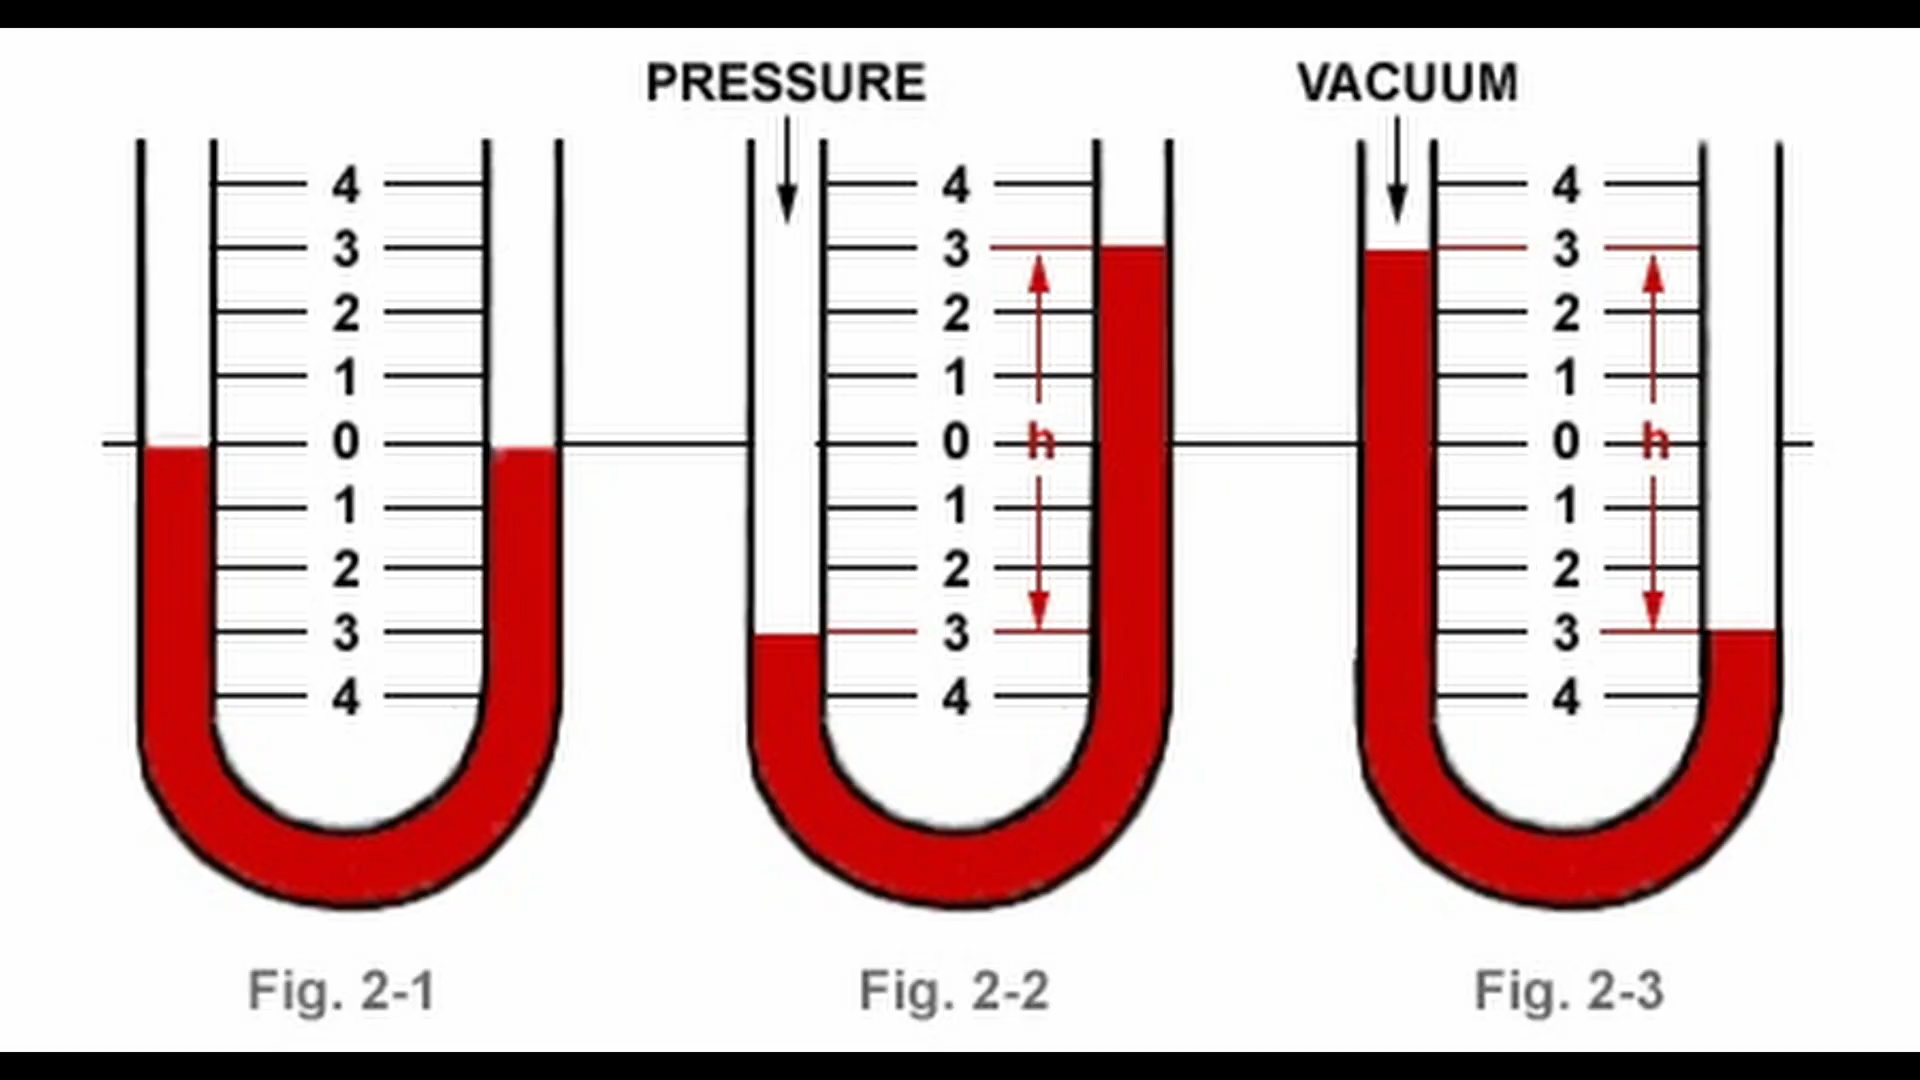 PRESSURE VACUUM
4 4 4
3 3 3
2 2 2
1 1 1
0 0 h 0 h
1 1 1
2 2 2
3 3 3
4 4 4
Fig. 2-1 Fig. 2-2 Fig. 2-3